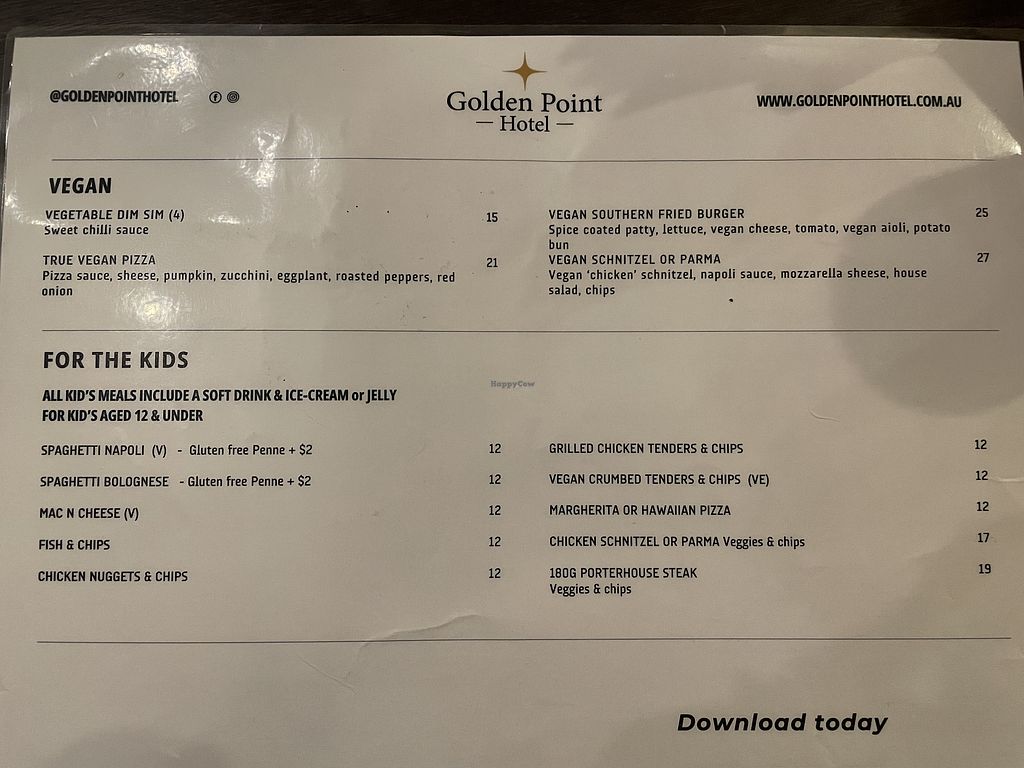 @GOLDENPOINTHOTEL
Golden Point
— Hotel —
WWW.GOLDENPOINTHOTEL.COM.AU
VEGAN
VEGETABLE DIM SIM (4) 15
Sweet chilli sauce
TRUE VEGAN PIZZA 21
Pizza sauce, sheese, pumpkin, zucchini, eggplant, roasted peppers, red
onion
VEGAN SOUTHERN FRIED BURGER 25
Spice coated patty, lettuce, vegan cheese, tomato, vegan aioli, potato
bun
VEGAN SCHNITZEL OR PARMA 27
Vegan 'chicken' schnitzel, napoli sauce, mozzarella sheese, house
salad, chips
FOR THE KIDS
ALL KID'S MEALS INCLUDE A SOFT DRINK & ICE-CREAM or JELLY
FOR KID'S AGED 12 & UNDER
SPAGHETTI NAPOLI (V) - Gluten free Penne + $2 12
SPAGHETTI BOLOGNESE - Gluten free Penne + $2 12
MAC N CHEESE (V) 12
FISH & CHIPS 12
CHICKEN NUGGETS & CHIPS 12
GRILLED CHICKEN TENDERS & CHIPS 12
VEGAN CRUMBED TENDERS & CHIPS (VE) 12
MARGHERITA OR HAWAIIAN PIZZA 12
CHICKEN SCHNITZEL OR PARMA Veggies & chips 17
180G PORTERHOUSE STEAK 19
Veggies & chips
HappyCow
Download today